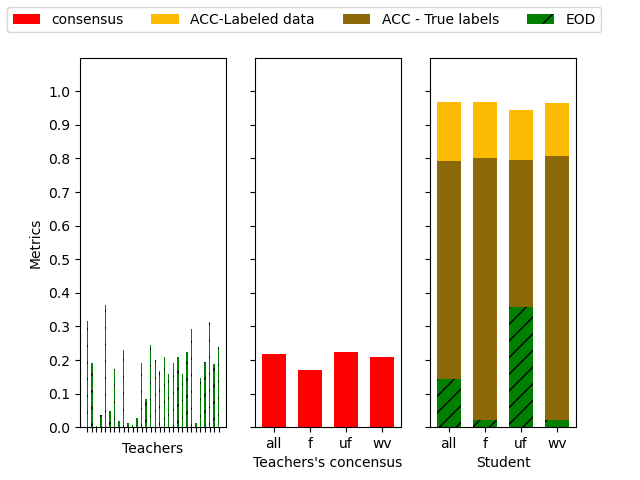 consensus ACC-Labeled data ACC - True labels EOD
Metrics
1.0
0.9
0.8
0.7
0.6
0.5
0.4
0.3
0.2
0.1
0.0
all f uf wv all f uf wv
Teachers Teachers's concensus Student